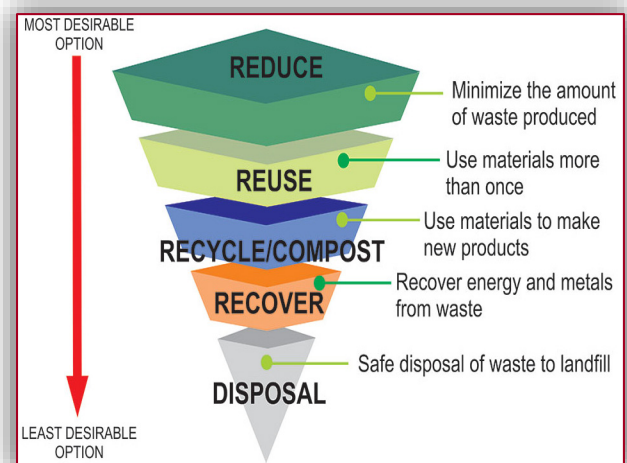 MOST DESIRABLE
OPTION
REDUCE
Minimize the amount
of waste produced
REUSE
Use materials more
than once
RECYCLE/COMPOST
Use materials to make
new products
RECOVER
Recover energy and metals
from waste
DISPOSAL
Safe disposal of waste to landfill
LEAST DESIRABLE
OPTION